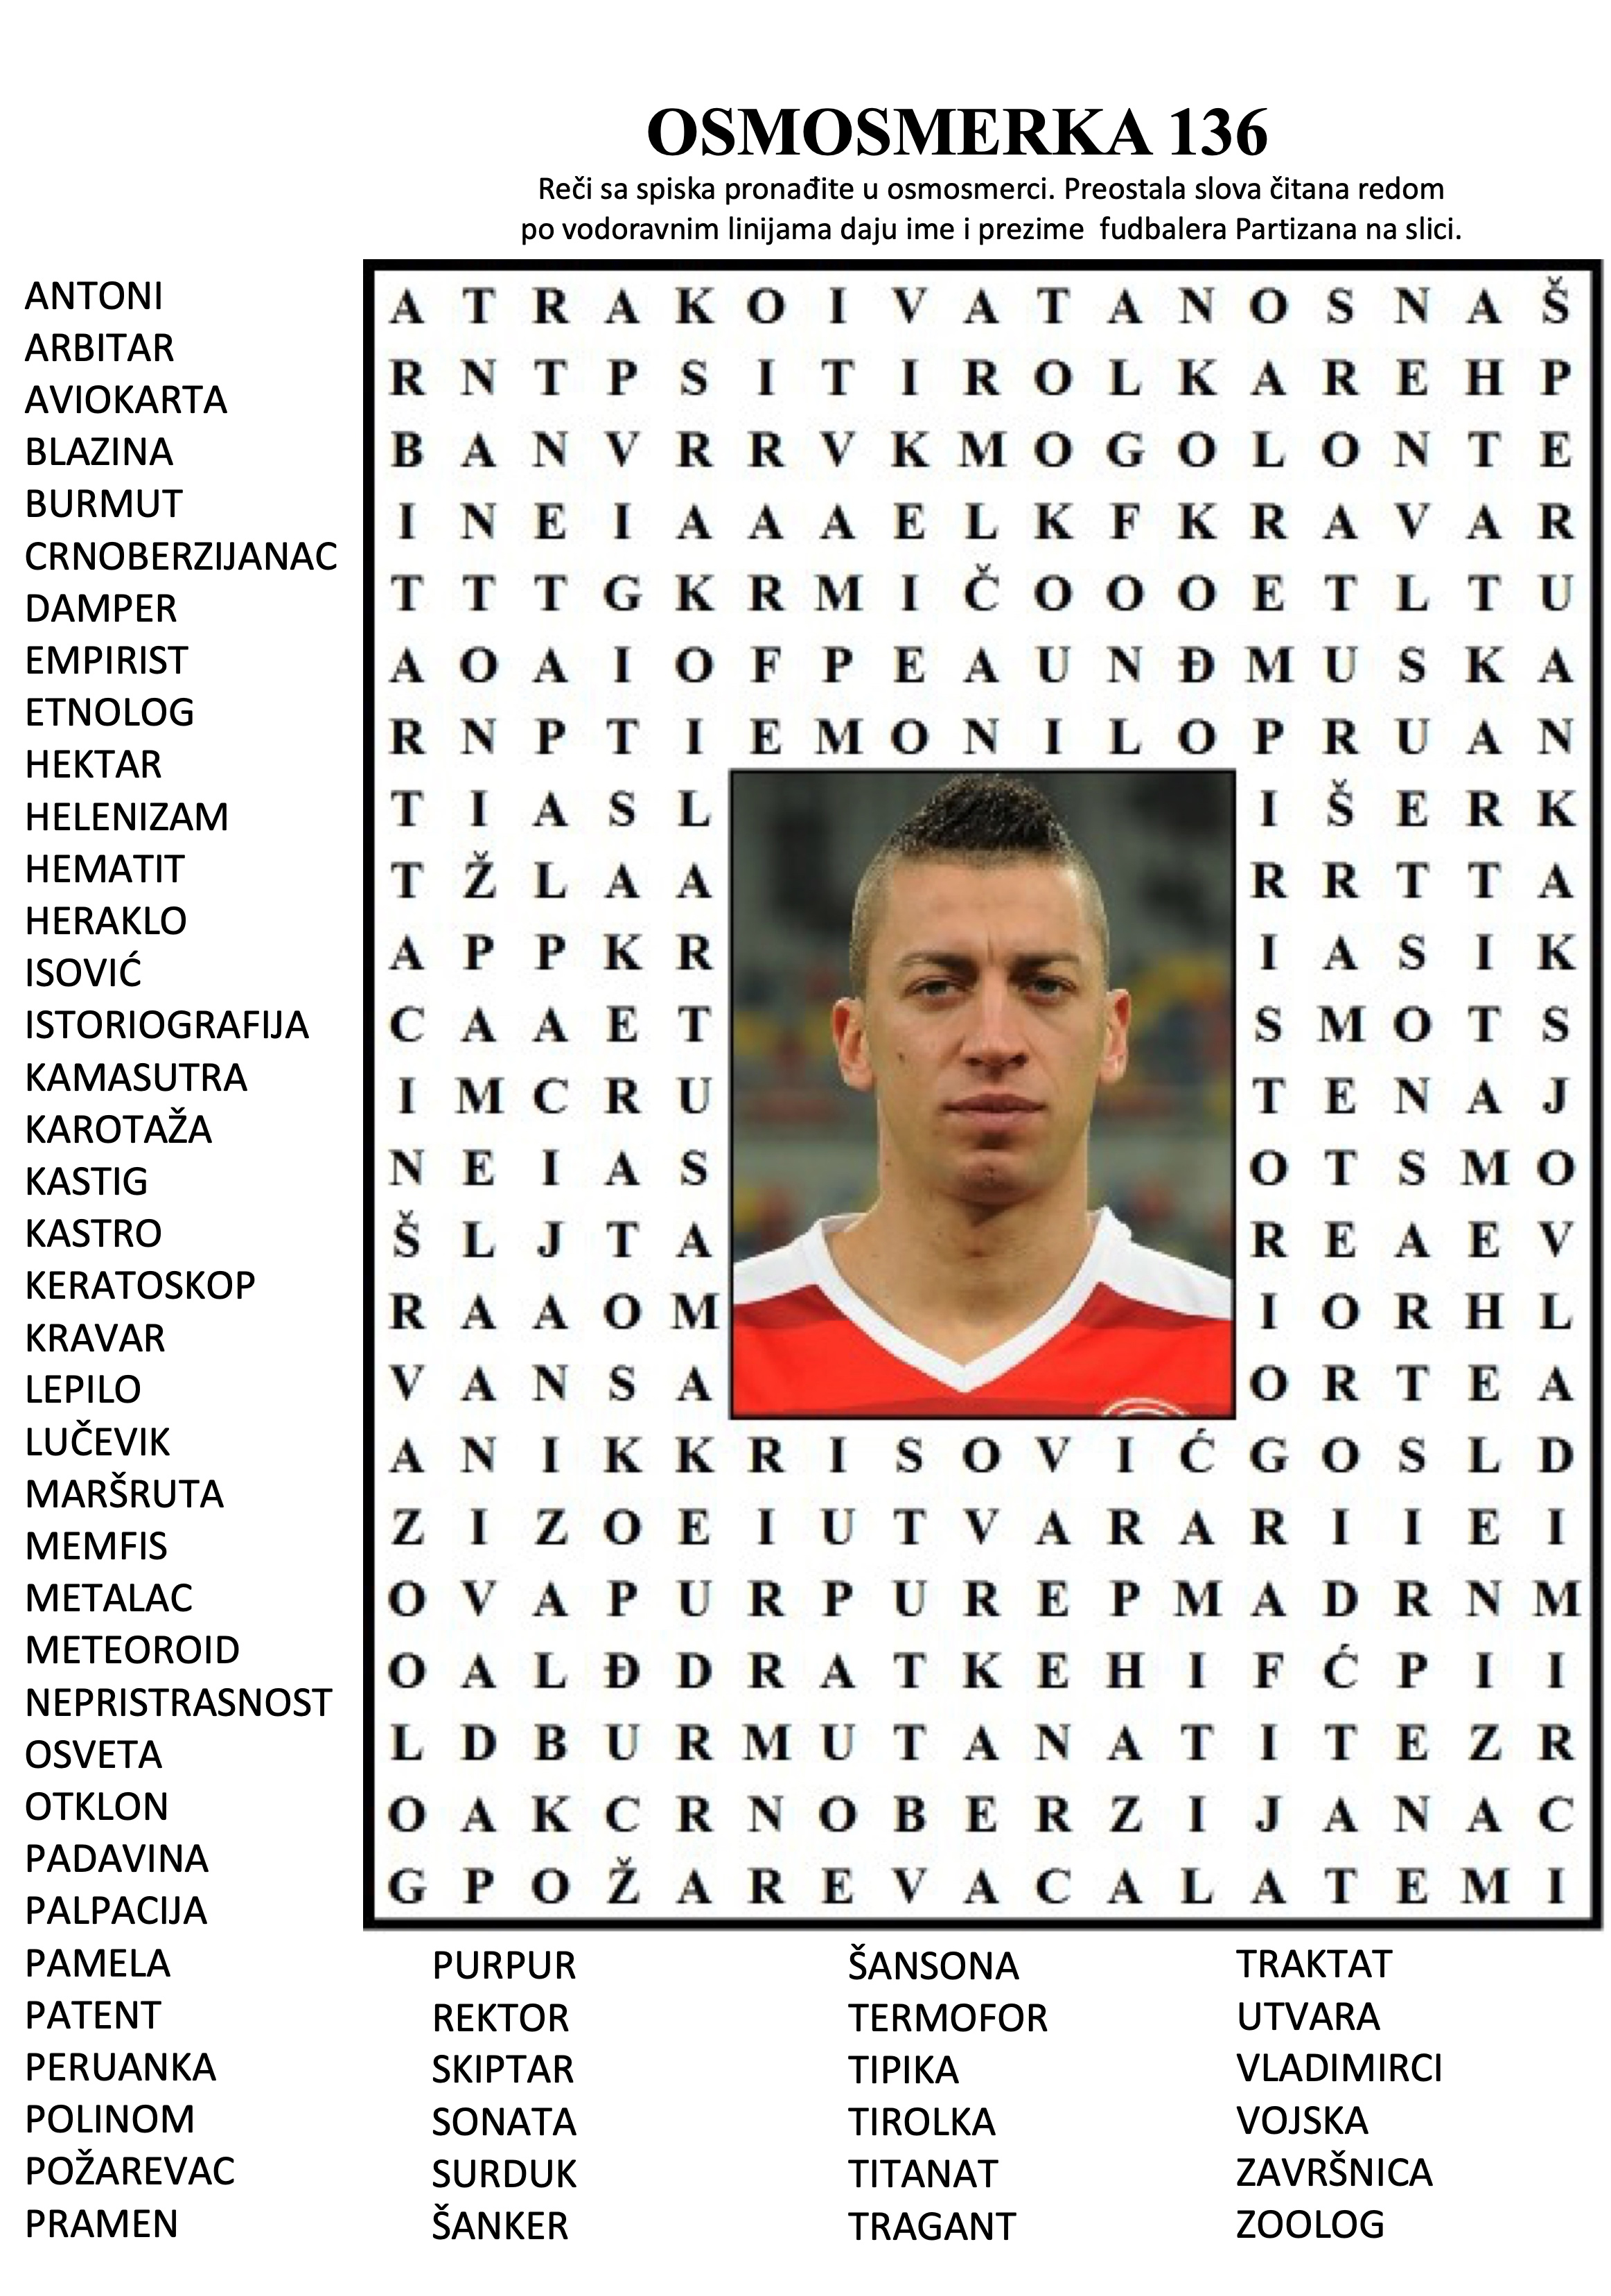 OSMOSMERKA 136
Reči sa spiska pronađite u osmosmerci. Preostala slova čitana redom
po vodoravnim linijama daju ime i prezime fudbalera Partizana na slici.
ANTONI
ARBITAR
AVIOKARTA
BLAZINA
BURMUT
CRNOBERZIJANAC
DAMPER
EMPIRIST
ETNOLOG
HEKTAR
HELENIZAM
HEMATIT
HERAKLO
ISOVIĆ
ISTORIOGRAFIJA
KAMASUTRA
KAROTAŽA
KASTIG
KASTRO
KERATOSKOP
KRAVAR
LEPILO
LUČEVIK
MARŠRUTA
MEMFIS
METALAC
METEOROID
NEPRISTRASNOST
OSVETA
OTKLON
PADAVINA
PALPACIJA
PAMELA
PATENT
PERUANKA
POLINOM
POŽAREVAC
PRAMEN
A T R A K O I V A T A N O S N A Š
R N T P S I T I R O L K A R E H P
B A N V R R V K M O G O L O N T E
I N E I A A A E L K F K R A V A R
T T T G K R M I Č O O O E T L T U
A O A I O F P E A U N Đ M U S K A
R N P T I E M O N I L O P R U A N
T I A S L I Š E R K
T Ž L A A R R T T A
A P P K R I A S I K
C A A E T S M O T S
I M C R U T E N A J
N E I A S O T S M O
Š L J T A R E A E V
R A A O M I O R H L
V A N S A O R T E A
A N I K K R I S O V I Ć G O S L D
Z I Z O E I U T V A R A R I I E I
O V A P U R P U R E P M A D R N M
O A L Đ D R A T K E H I F Ć P I I
L D B U R M U T A N A T I T E Z R
O A K C R N O B E R Z I J A N A C
G P O Ž A R E V A C A L A T E M I
PURPUR
REKTOR
SKIPTAR
SONATA
SURDUK
ŠANKER
ŠANSONA
TERMOFOR
TIPIKA
TIROLKA
TITANAT
TRAGANT
TRAKTAT
UTVARA
VLADIMIRCI
VOJSKA
ZAVRŠNICA
ZOOLOG